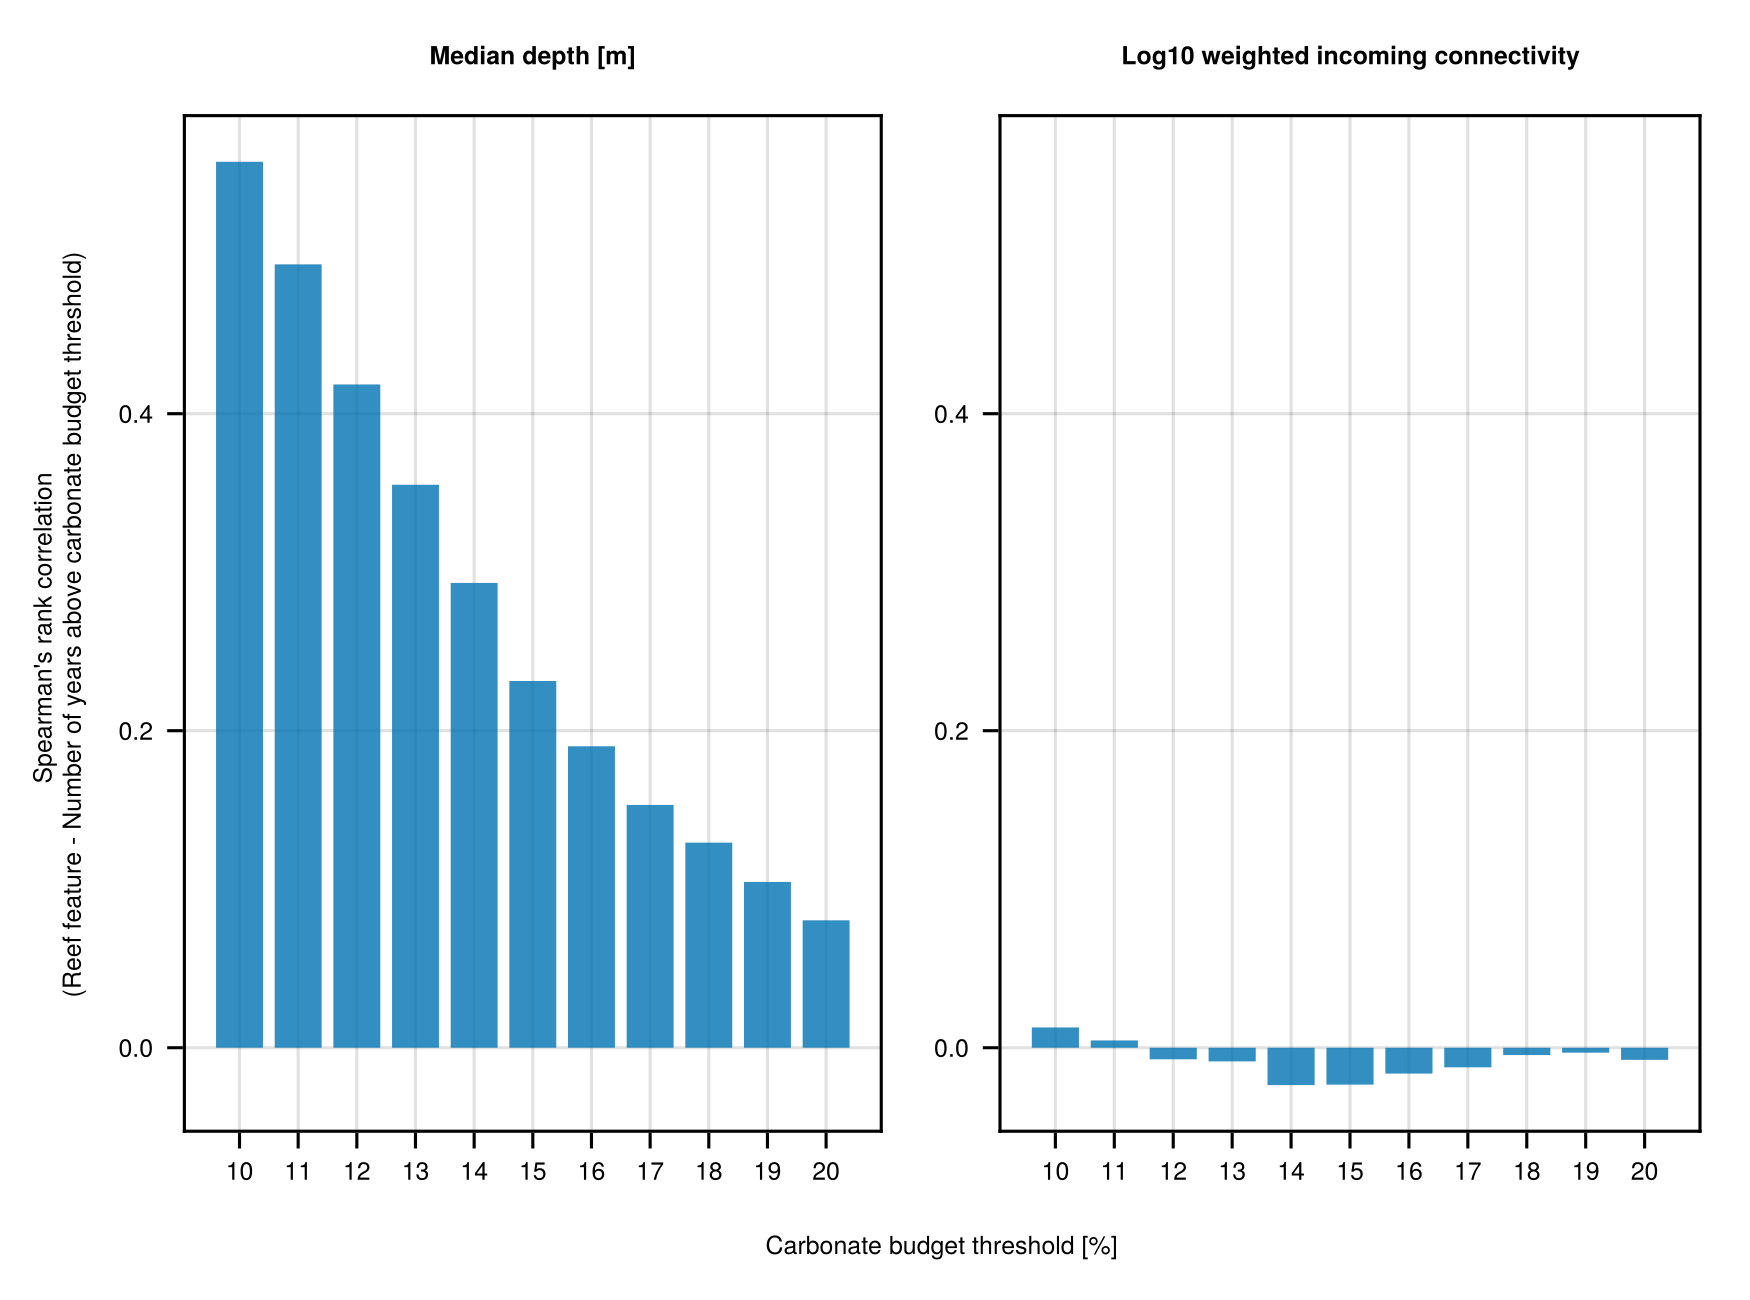 Median depth [m]
Log10 weighted incoming connectivity
Spearman's rank correlation
(Reef feature - Number of years above carbonate budget threshold)
0.4
0.2
0.0
10 11 12 13 14 15 16 17 18 19 20
0.4
0.2
0.0
10 11 12 13 14 15 16 17 18 19 20
Carbonate budget threshold [%]